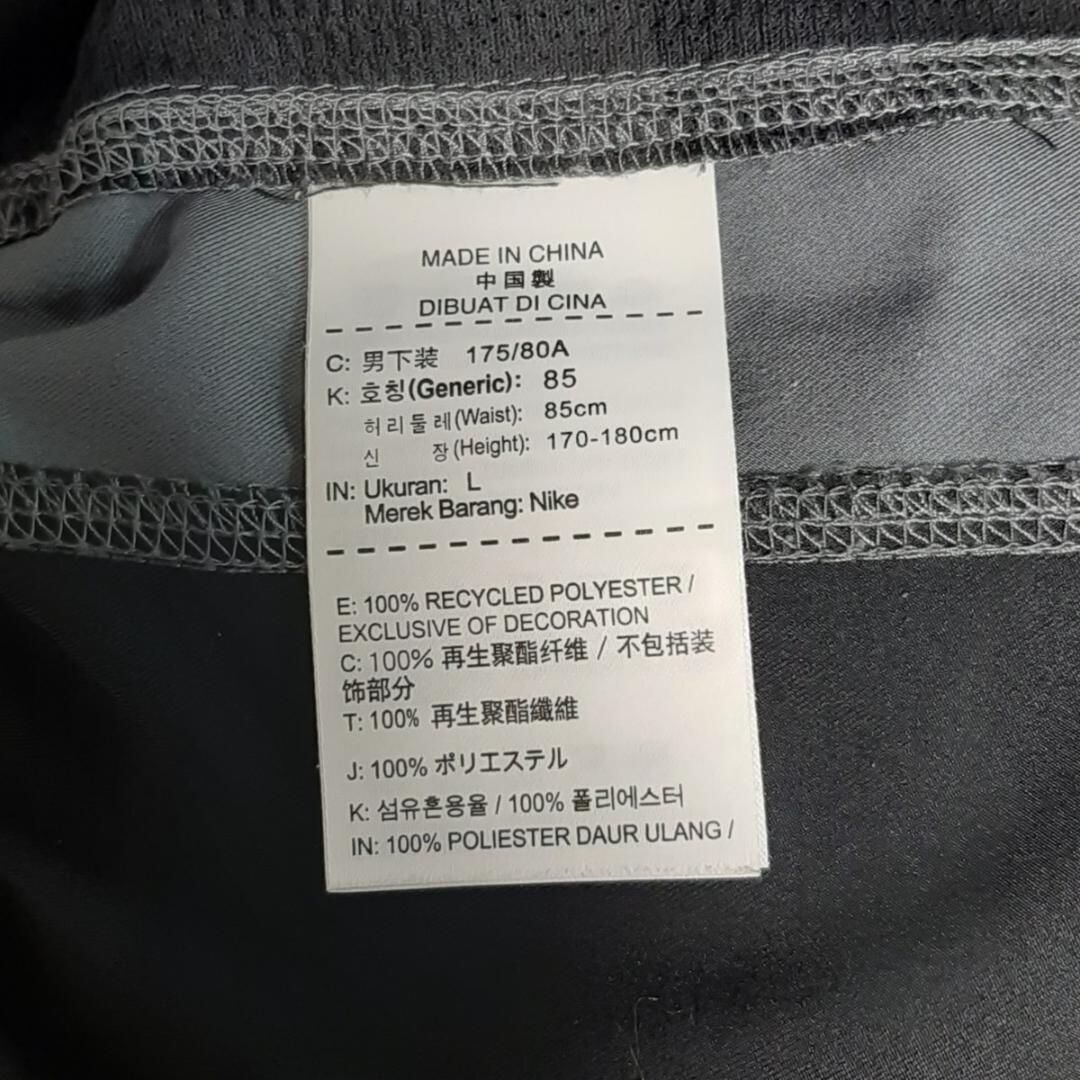 MADE IN CHINA
中国製
DIBUAT DI CINA
C: 男下装 175/80A
K: 호칭(Generic): 85
허리둘레(Waist): 85cm
신 장(Height): 170-180cm
IN: Ukuran: L
Merek Barang: Nike
E: 100% RECYCLED POLYESTER /
EXCLUSIVE OF DECORATION
C: 100% 再生聚酯纤维 / 不包括装
饰部分
T: 100% 再生聚酯纖維
J: 100% ポリエステル
K: 섬유혼용율 / 100% 폴리에스터
IN: 100% POLIESTER DAUR ULANG /